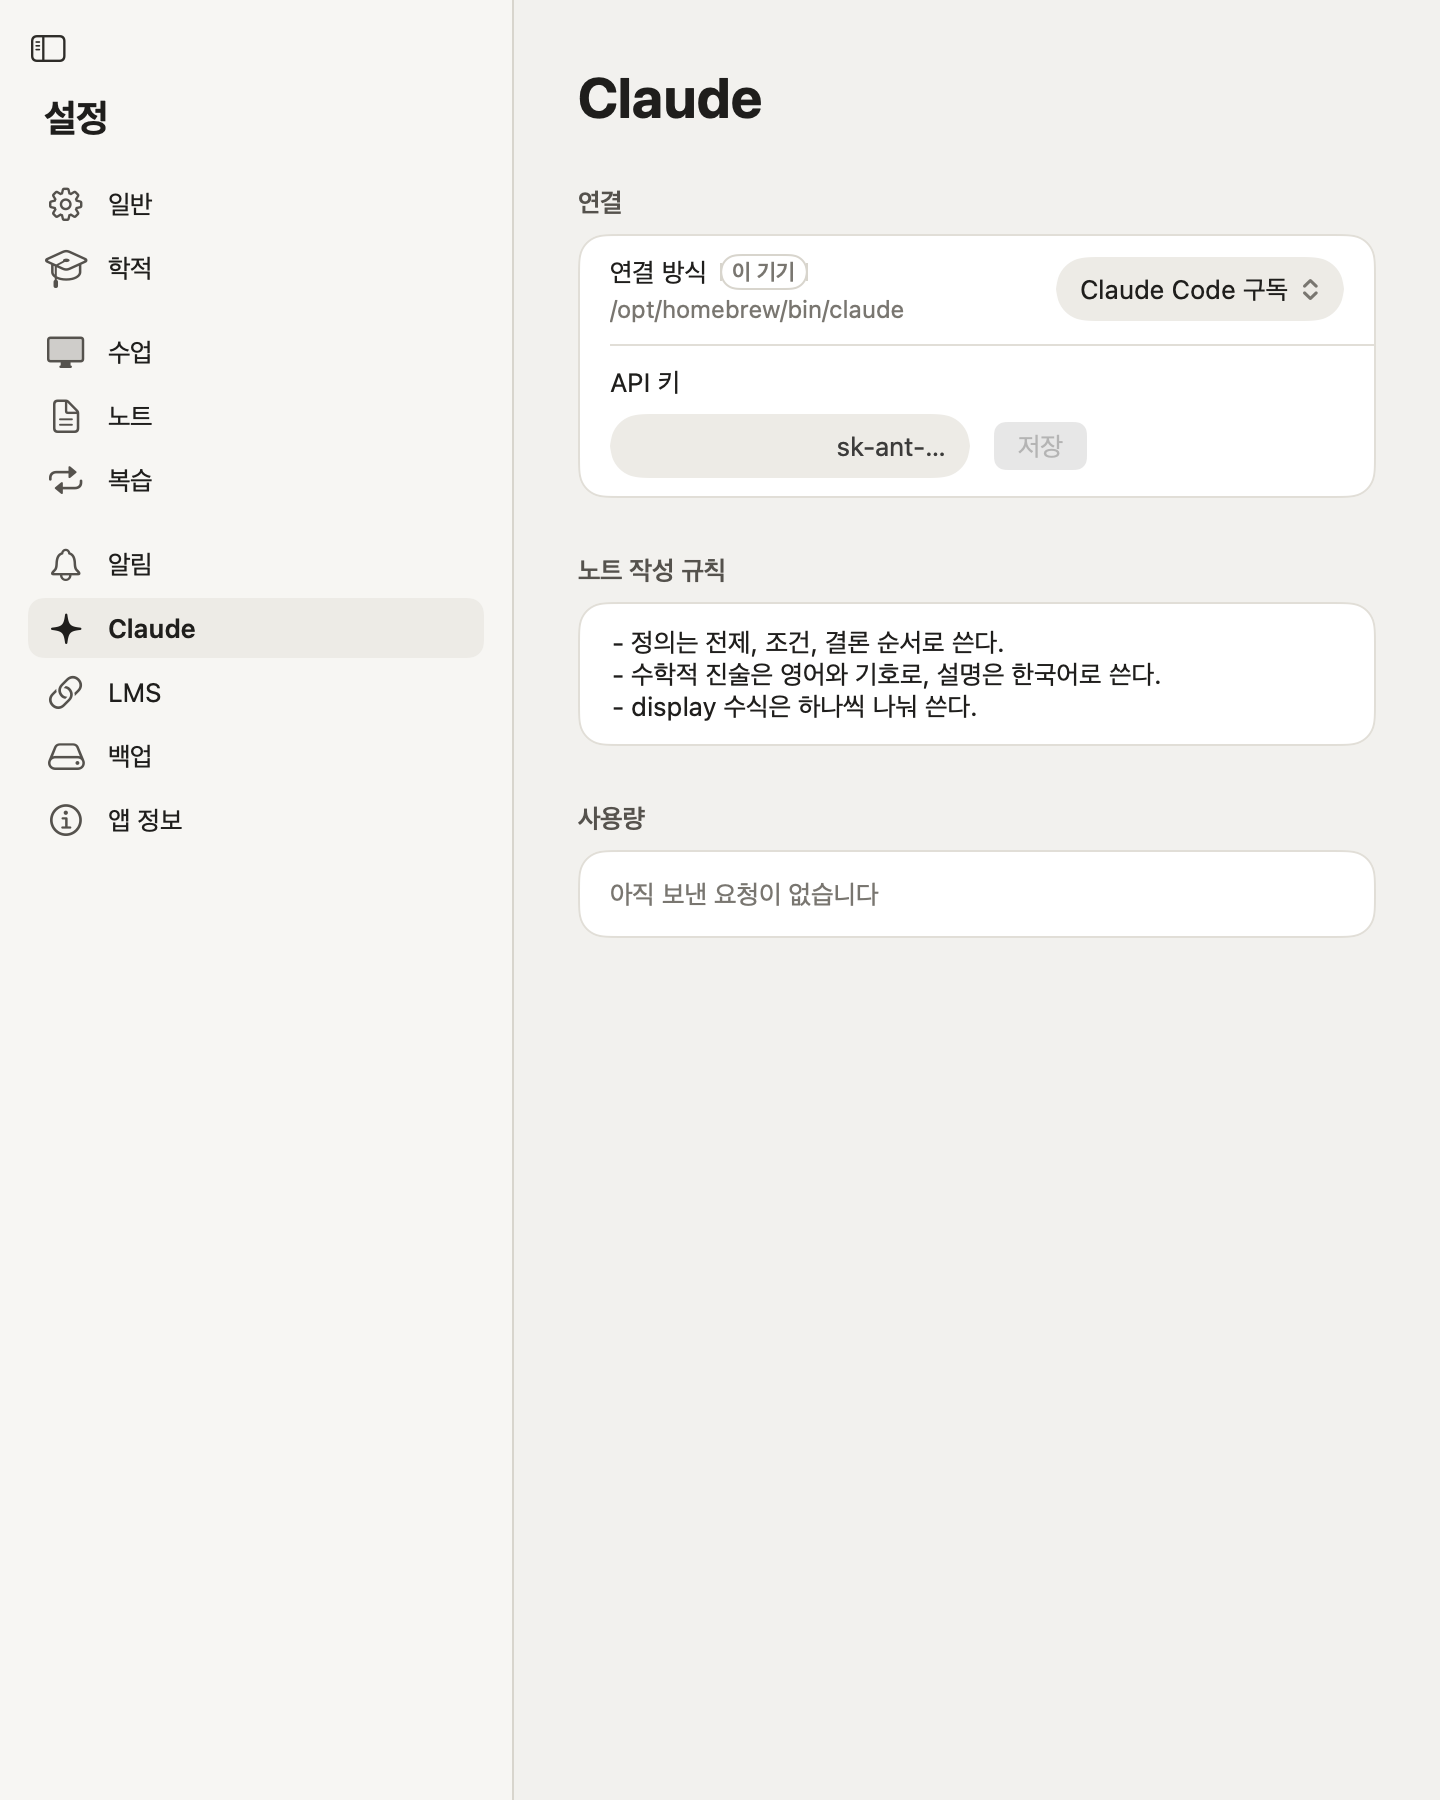 설정
일반
학적
수업
노트
복습
알림
Claude
LMS
백업
앱 정보
Claude
연결
연결 방식 이 기기
/opt/homebrew/bin/claude
Claude Code 구독
API 키
sk-ant-...
저장
노트 작성 규칙
- 정의는 전제, 조건, 결론 순서로 쓴다.
- 수학적 진술은 영어와 기호로, 설명은 한국어로 쓴다.
- display 수식은 하나씩 나눠 쓴다.
사용량
아직 보낸 요청이 없습니다